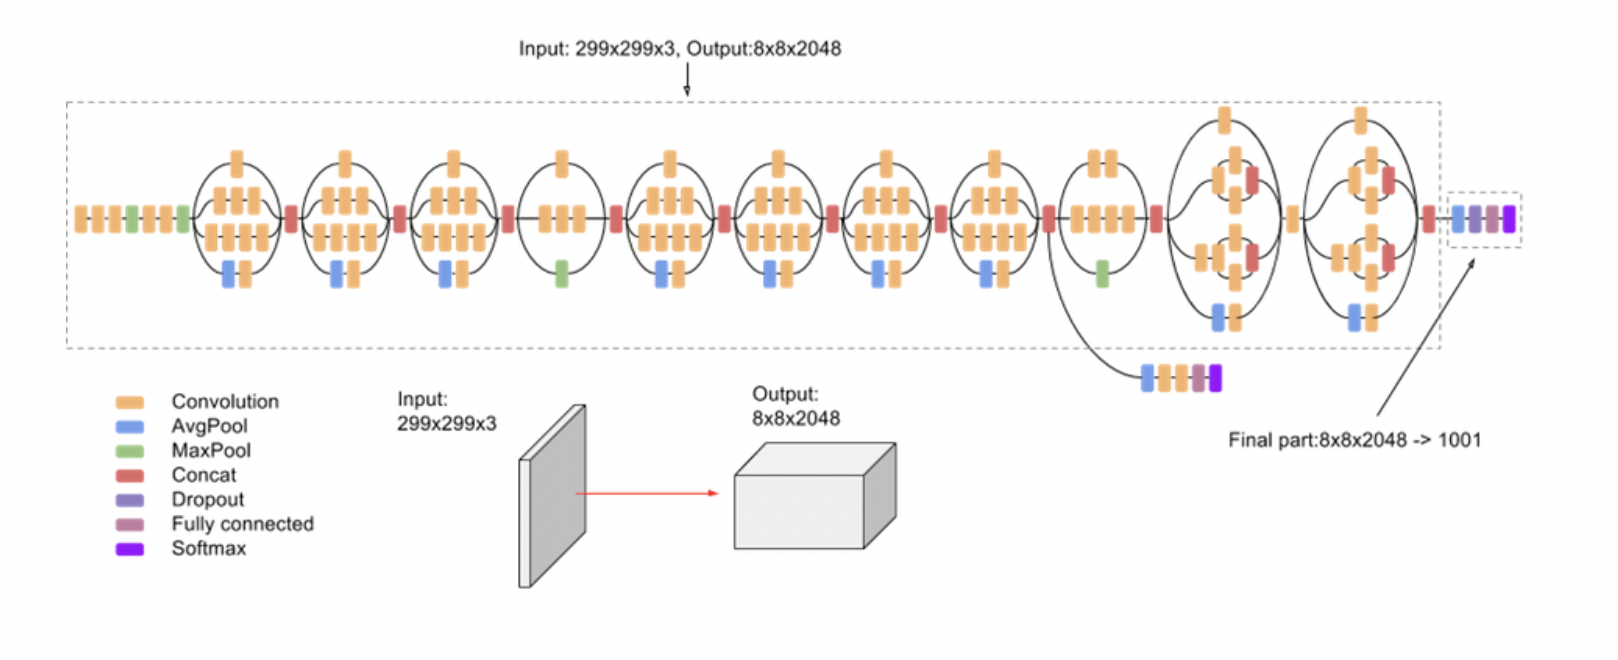 Input: 299x299x3, Output:8x8x2048
Convolution
AvgPool
MaxPool
Concat
Dropout
Fully connected
Softmax
Input:
299x299x3
Output:
8x8x2048
Final part:8x8x2048 -> 1001